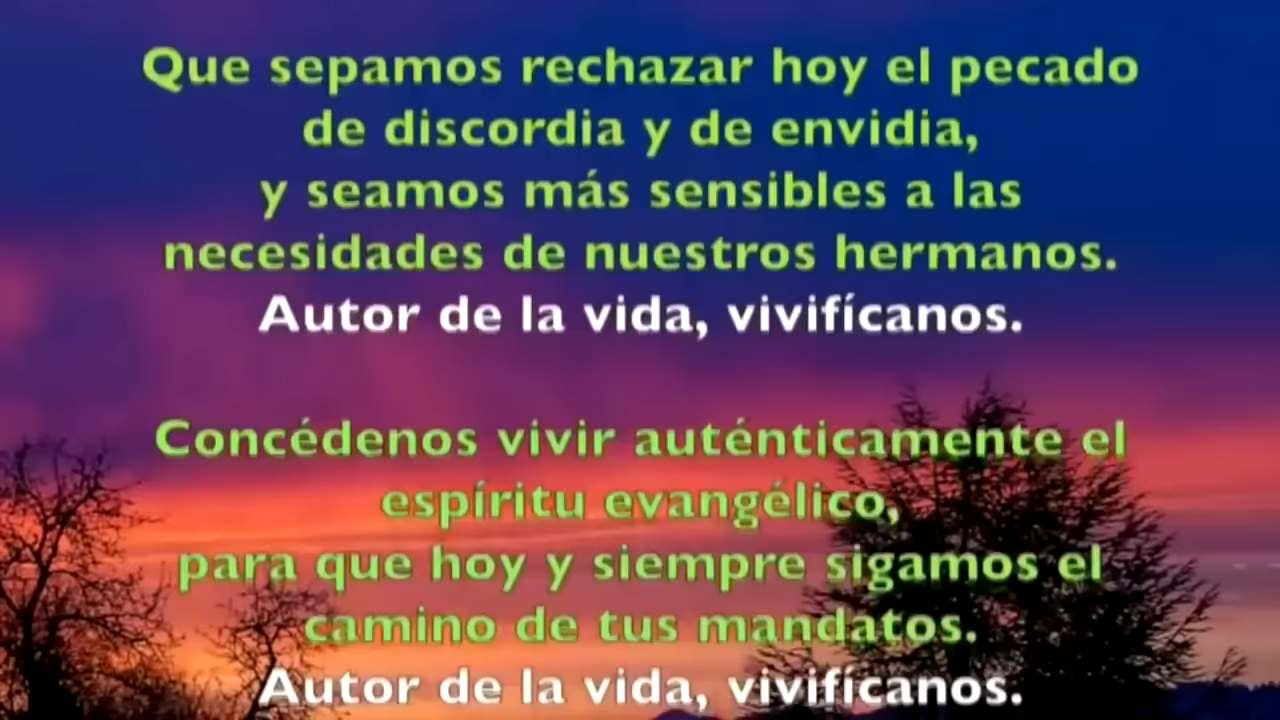 Que sepamos rechazar hoy el pecado
de discordia y de envidia,
y seamos más sensibles a las
necesidades de nuestros hermanos.
Autor de la vida, vivifícanos.
Concédenos vivir auténticamente el
espíritu evangélico,
para que hoy y siempre sigamos el
camino de tus mandatos.
Autor de la vida, vivifícanos.